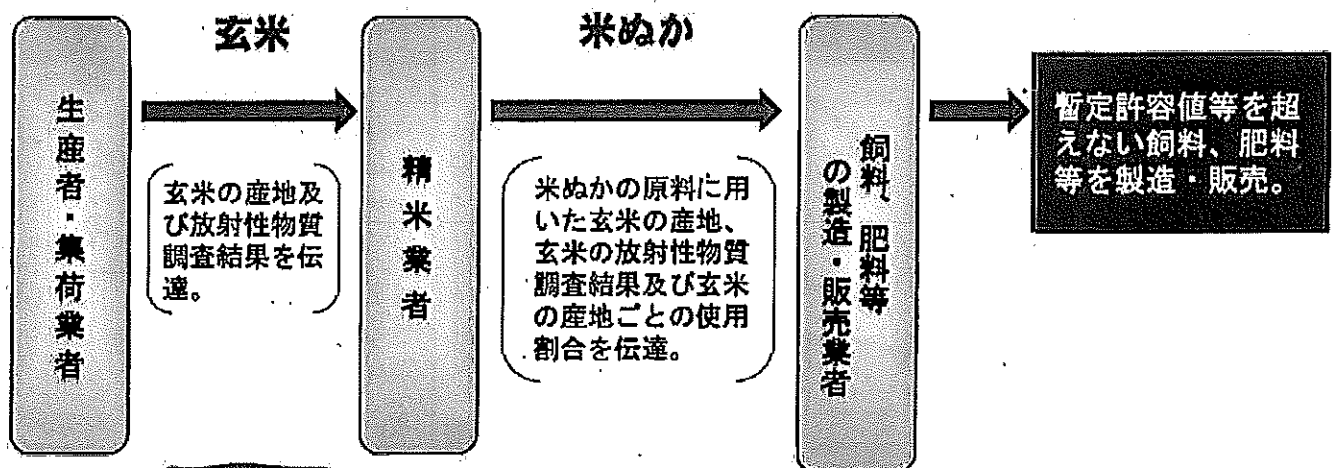 玄米
米ぬか
生産者・集荷業者
玄米の産地及
び放射性物質
調査結果を伝
達。
精米業者
米ぬかの原料に用
いた玄米の産地、
玄米の放射性物質
調査結果及び玄米
の産地ごとの使用
割合を伝達。
飼料、肥料等
の製造・販売業者
暫定許容値等を超
えない飼料、肥料
等を製造・販売。